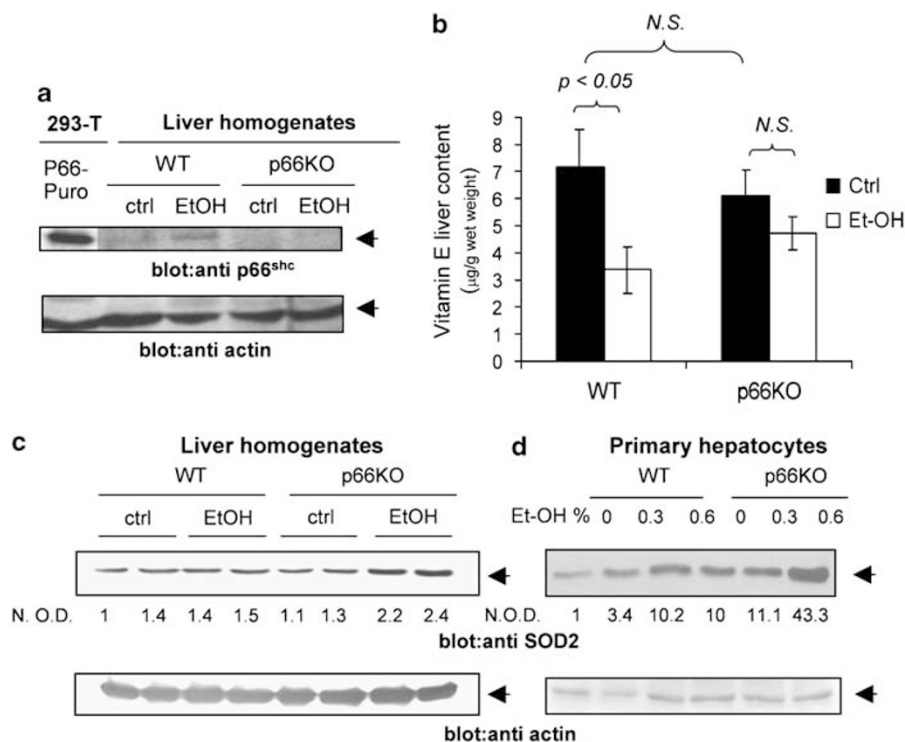 a
293-T Liver homogenates
P66-Puro WT p66KO
ctrl EtOH ctrl EtOH
blot:anti p66shc
blot:anti actin
b
N.S.
p < 0.05
N.S.
Vitamin E liver content
(µg/g wet weight)
9
8
7
6
5
4
3
2
1
0
WT p66KO
Ctrl
Et-OH
c
Liver homogenates
WT p66KO
ctrl EtOH ctrl EtOH
N. O.D. 1 1.4 1.4 1.5 1.1 1.3 2.2 2.4
d
Primary hepatocytes
WT p66KO
Et-OH % 0 0.3 0.6 0 0.3 0.6
N.O.D. 1 3.4 10.2 10 11.1 43.3
blot:anti SOD2
blot:anti actin